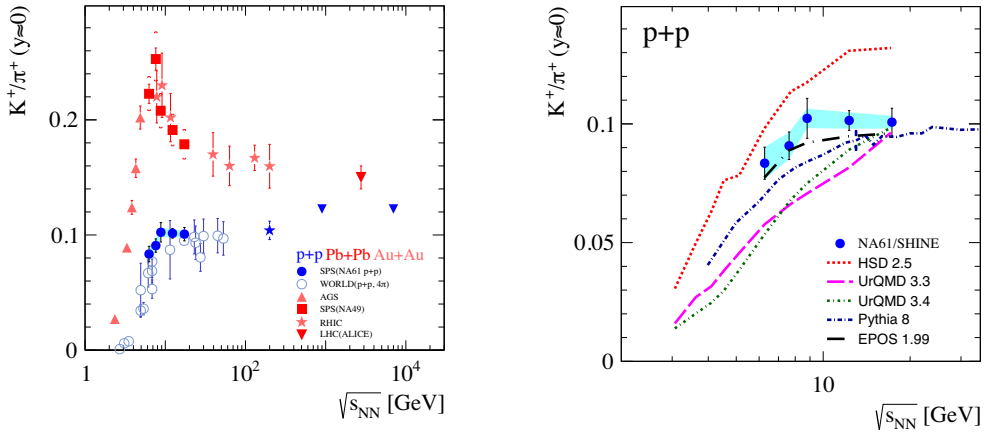 K⁺/π⁺ (y≈0)
0.2
0.1
0
1
10²
10⁴
√s_NN [GeV]
p+p Pb+Pb Au+Au
SPS(NA61 p+p)
WORLD(p+p, 4π)
AGS
SPS(NA49)
RHIC
LHC(ALICE)
K⁺/π⁺ (y≈0)
p+p
0.1
0.05
0
10
√s_NN [GeV]
NA61/SHINE
HSD 2.5
UrQMD 3.3
UrQMD 3.4
Pythia 8
EPOS 1.99